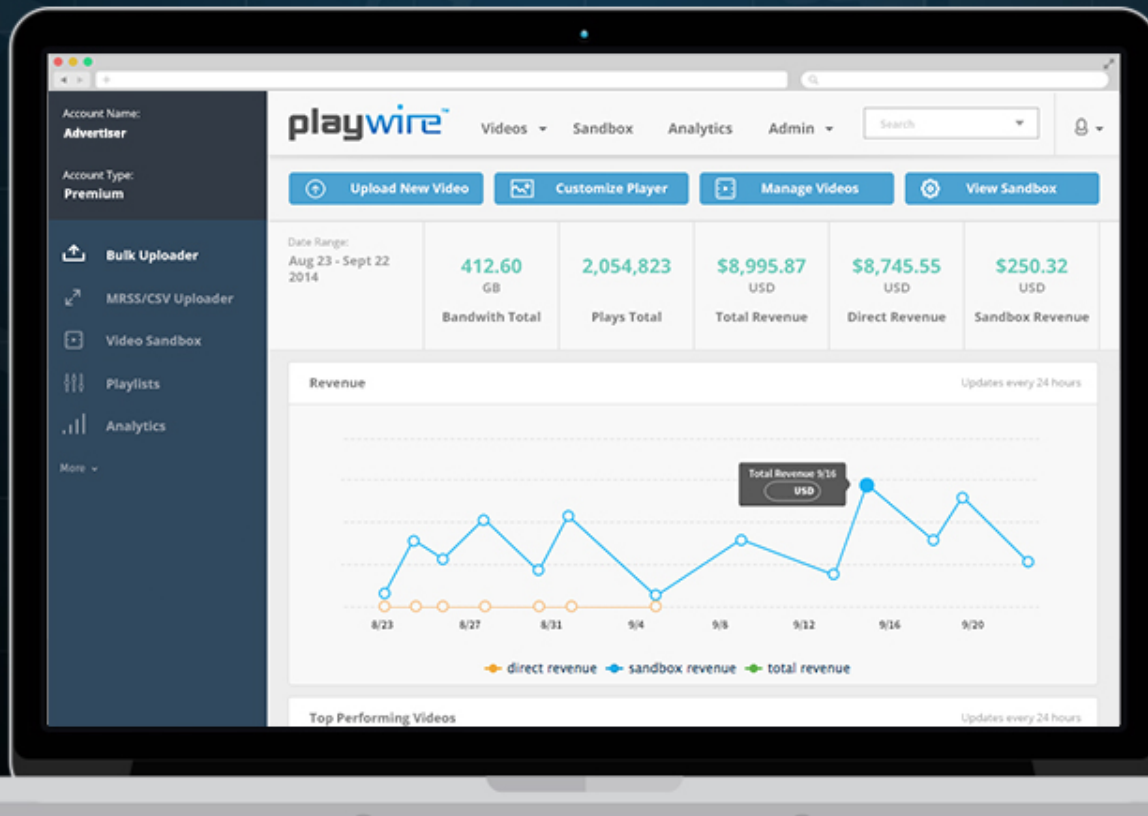 Account Name:
Advertiser
Account Type:
Premium
playwire™
Videos
Sandbox
Analytics
Admin
Search
Upload New Video
Customize Player
Manage Videos
View Sandbox
Bulk Uploader
MRSS/CSV Uploader
Video Sandbox
Playlists
Analytics
More
Date Range:
Aug 23 - Sept 22
2014
412.60
GB
Bandwith Total
2,054,823
Plays Total
$8,995.87
USD
Total Revenue
$8,745.55
USD
Direct Revenue
$250.32
USD
Sandbox Revenue
Revenue
Updates every 24 hours
Total Revenue 9/16
USD
8/23 8/27 8/31 9/4 9/8 9/12 9/16 9/20
direct revenue sandbox revenue total revenue
Top Performing Videos
Updates every 24 hours